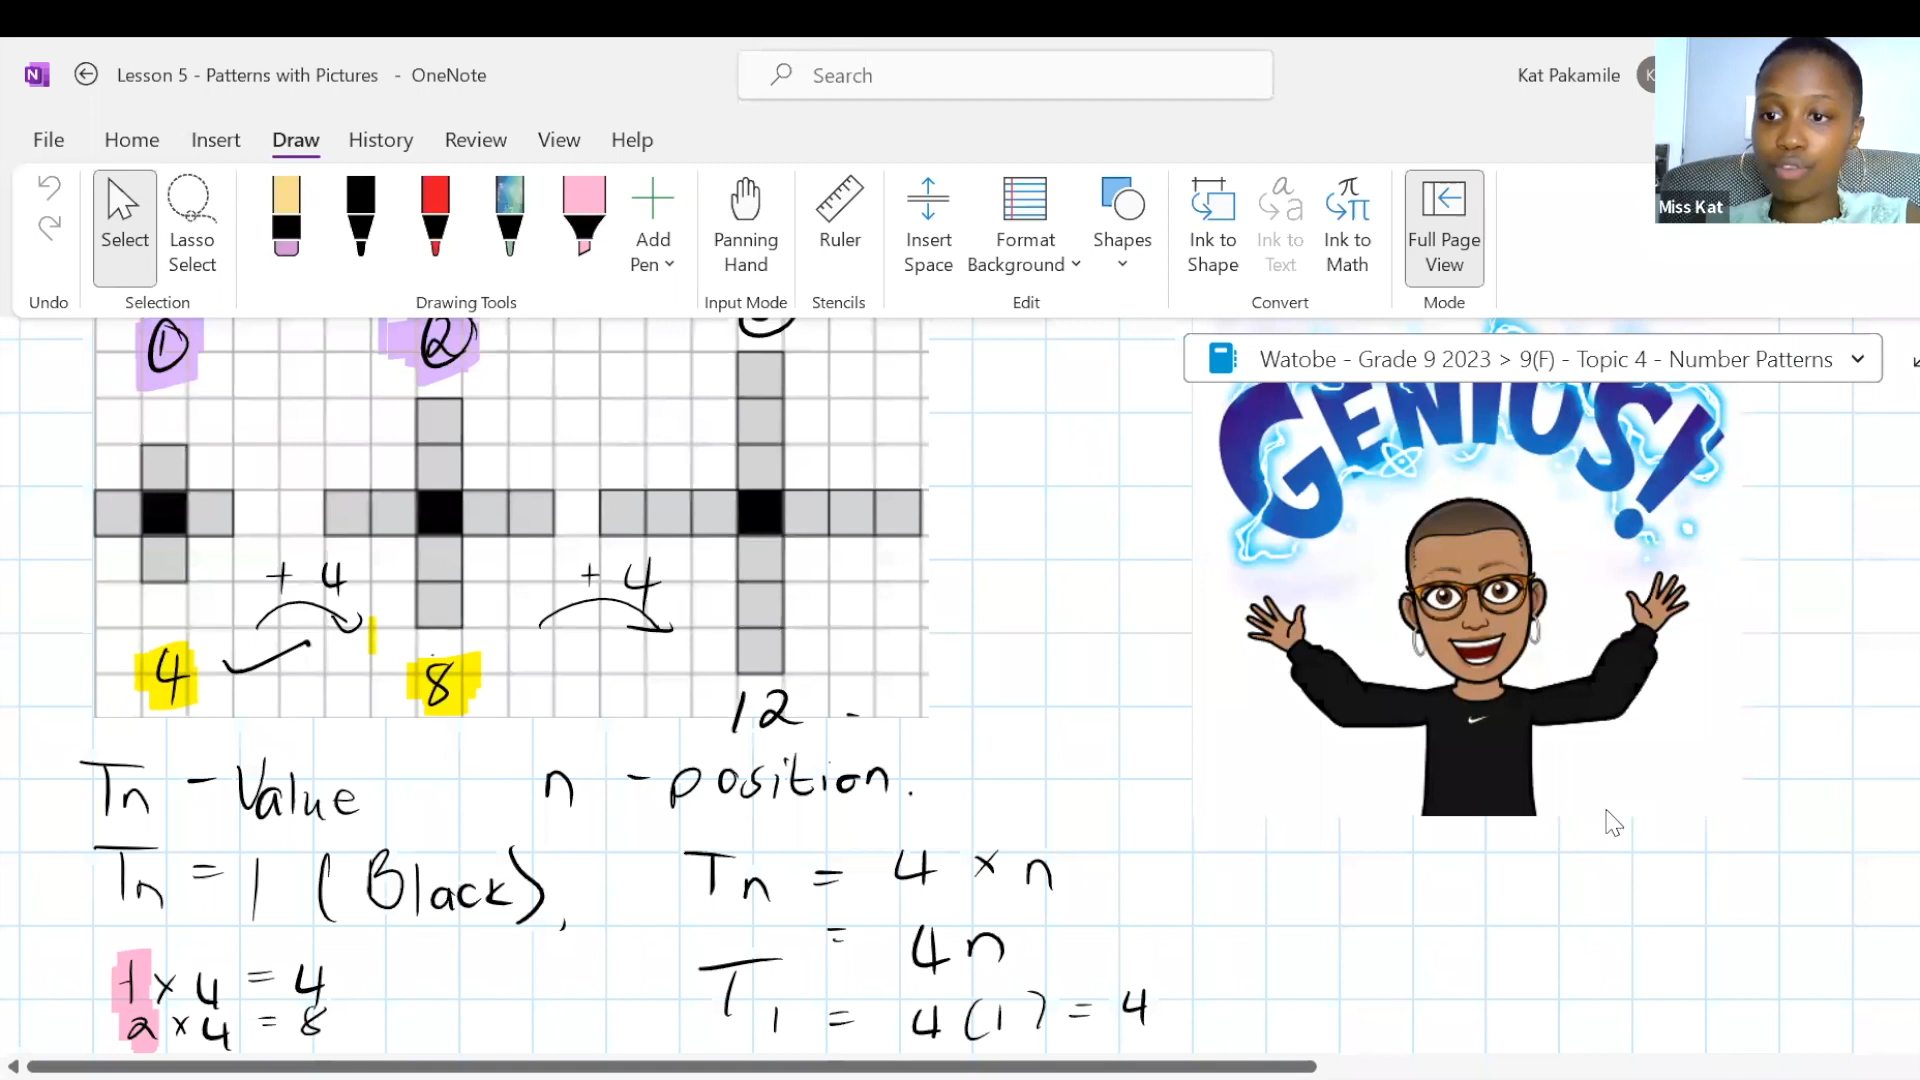 Lesson 5 - Patterns with Pictures - OneNote
Search
Kat Pakamile
K
Miss Kat
File Home Insert Draw History Review View Help
Select
Lasso Select
Add Pen
Panning Hand
Ruler
Insert Space
Format Background
Shapes
Ink to Shape
Ink to Text
Ink to Math
Full Page View
Undo Selection Drawing Tools Input Mode Stencils Edit Convert Mode
Watobe - Grade 9 2023 > 9(F) - Topic 4 - Number Patterns
GENIUS!
1 2
+ 4 + 4
4 8
12
Tn - Value n - position.
Tn = 1 (Black),
Tn = 4 × n
= 4n
1 × 4 = 4
2 × 4 = 8
T1 = 4(1) = 4